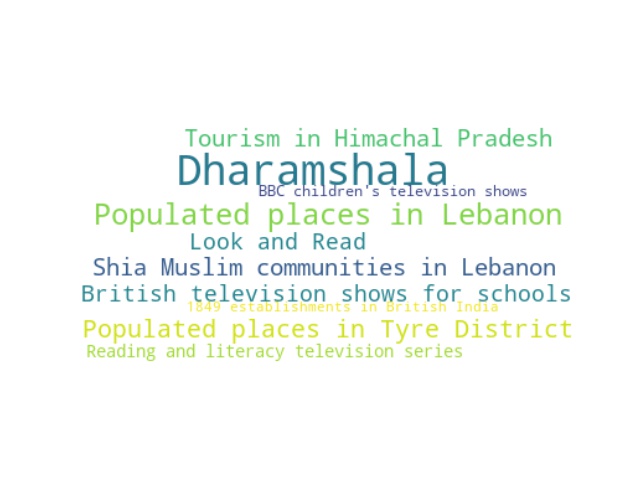 Tourism in Himachal Pradesh
Dharamshala
BBC children's television shows
Populated places in Lebanon
Look and Read
Shia Muslim communities in Lebanon
British television shows for schools
1849 establishments in British India
Populated places in Tyre District
Reading and literacy television series